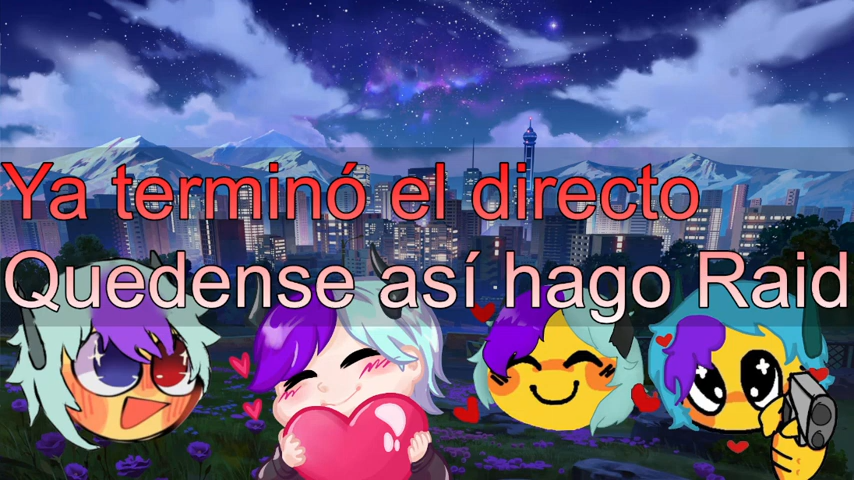 Ya terminó el directo
Quedense así hago Raid